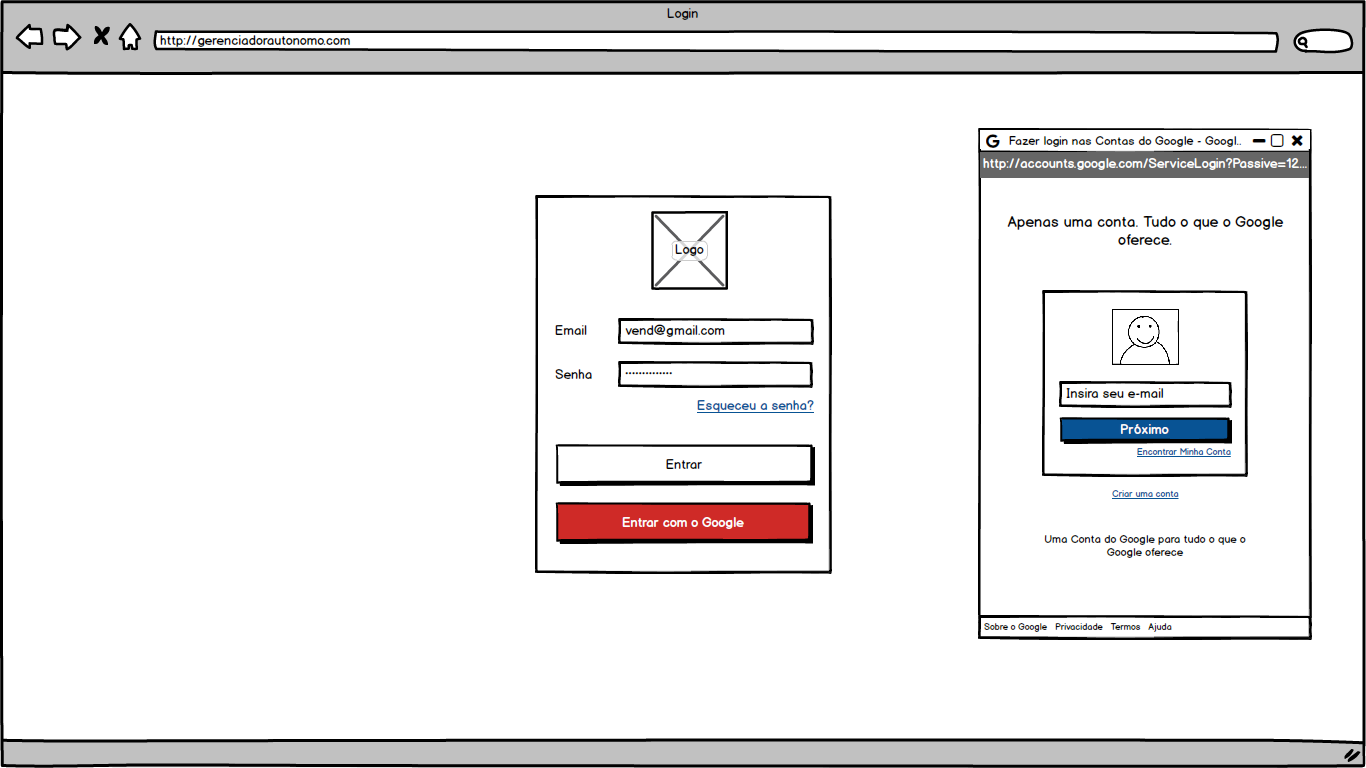 Login
http://gerenciadorautonomo.com
Logo
Email
vend@gmail.com
Senha
Esqueceu a senha?
Entrar
Entrar com o Google
G Fazer login nas Contas do Google - Googl..
http://accounts.google.com/ServiceLogin?Passive=12...
Apenas uma conta. Tudo o que o Google
oferece.
Insira seu e-mail
Próximo
Encontrar Minha Conta
Criar uma conta
Uma Conta do Google para tudo o que o
Google oferece
Sobre o Google Privacidade Termos Ajuda